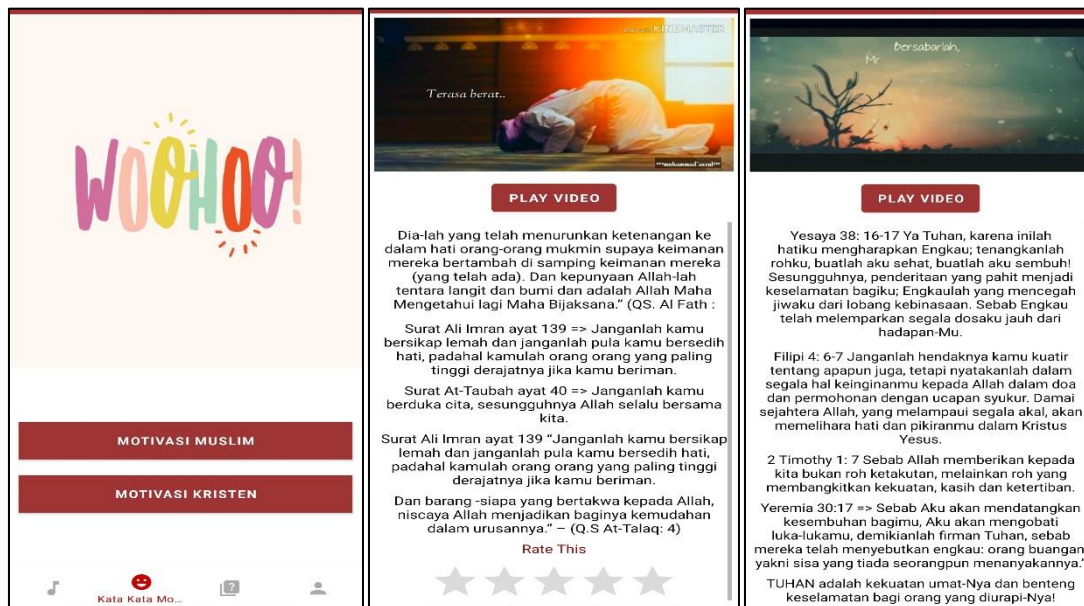 WOOHOO!
MOTIVASI MUSLIM
MOTIVASI KRISTEN
Kata Kata Mo...
KINEMASTER
Terasa berat..
PLAY VIDEO
Dia-lah yang telah menurunkan ketenangan ke
dalam hati orang-orang mukmin supaya keimanan
mereka bertambah di samping keimanan mereka
(yang telah ada). Dan kepunyaan Allah-lah
tentara langit dan bumi dan adalah Allah Maha
Mengetahui lagi Maha Bijaksana.” (QS. Al Fath :
Surat Ali Imran ayat 139 => Janganlah kamu
bersikap lemah dan janganlah pula kamu bersedih
hati, padahal kamulah orang orang yang paling
tinggi derajatnya jika kamu beriman.
Surat At-Taubah ayat 40 => Janganlah kamu
berduka cita, sesungguhnya Allah selalu bersama
kita.
Surat Ali Imran ayat 139 “Janganlah kamu bersikap
lemah dan janganlah pula kamu bersedih hati,
padahal kamulah orang orang yang paling tinggi
derajatnya jika kamu beriman.
Dan barang -siapa yang bertakwa kepada Allah,
niscaya Allah menjadikan baginya kemudahan
dalam urusannya.” – (Q.S At-Talaq: 4)
Rate This
Bersabarlah,
Mr
PLAY VIDEO
Yesaya 38: 16-17 Ya Tuhan, karena inilah
hatiku mengharapkan Engkau; tenangkanlah
rohku, buatlah aku sehat, buatlah aku sembuh!
Sesungguhnya, penderitaan yang pahit menjadi
keselamatan bagiku; Engkaulah yang mencegah
jiwaku dari lobang kebinasaan. Sebab Engkau
telah melemparkan segala dosaku jauh dari
hadapan-Mu.
Filipi 4: 6-7 Janganlah hendaknya kamu kuatir
tentang apapun juga, tetapi nyatakanlah dalam
segala hal keinginanmu kepada Allah dalam doa
dan permohonan dengan ucapan syukur. Damai
sejahtera Allah, yang melampaui segala akal, akan
memelihara hati dan pikiranmu dalam Kristus
Yesus.
2 Timothy 1: 7 Sebab Allah memberikan kepada
kita bukan roh ketakutan, melainkan roh yang
membangkitkan kekuatan, kasih dan ketertiban.
Yeremia 30:17 => Sebab Aku akan mendatangkan
kesembuhan bagimu, Aku akan mengobati
luka-lukamu, demikianlah firman Tuhan, sebab
mereka telah menyebutkan engkau: orang buangan
yakni sisa yang tiada seorangpun menanyakannya."
TUHAN adalah kekuatan umat-Nya dan benteng
keselamatan bagi orang yang diurapi-Nya!